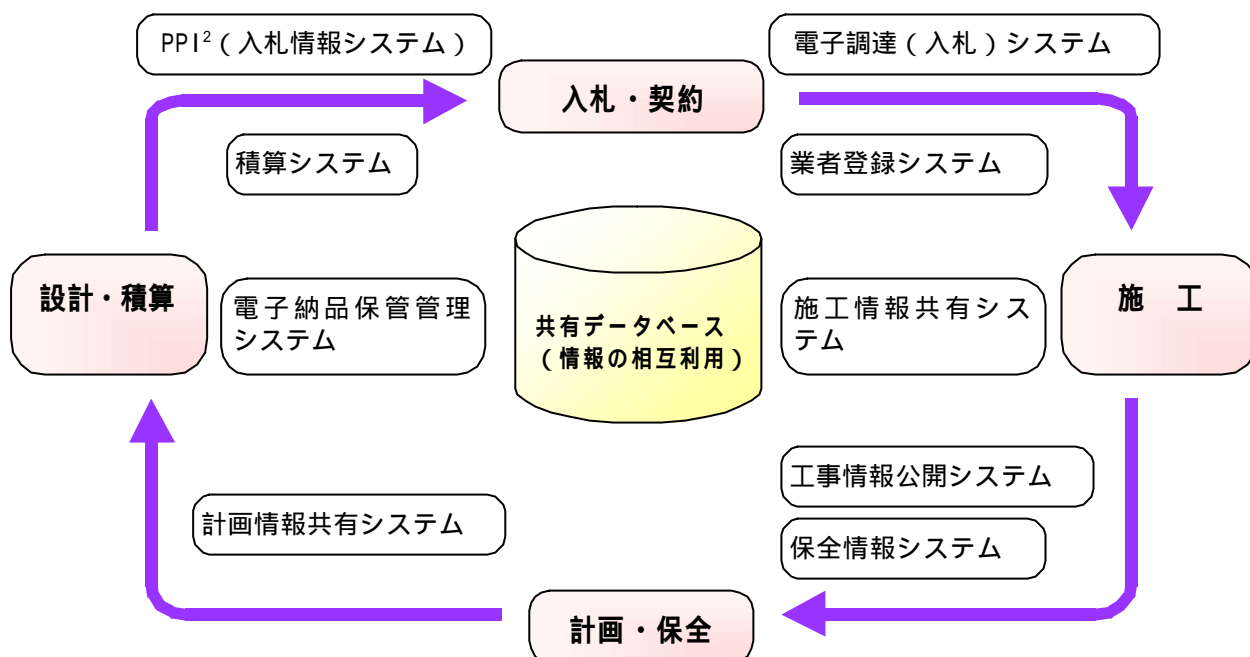 PPI²（入札情報システム）
電子調達（入札）システム
入札・契約
積算システム
業者登録システム
設計・積算
電子納品保管管理
システム
共有データベース
（情報の相互利用）
施工情報共有シス
テム
施　工
工事情報公開システム
計画情報共有システム
保全情報システム
計画・保全